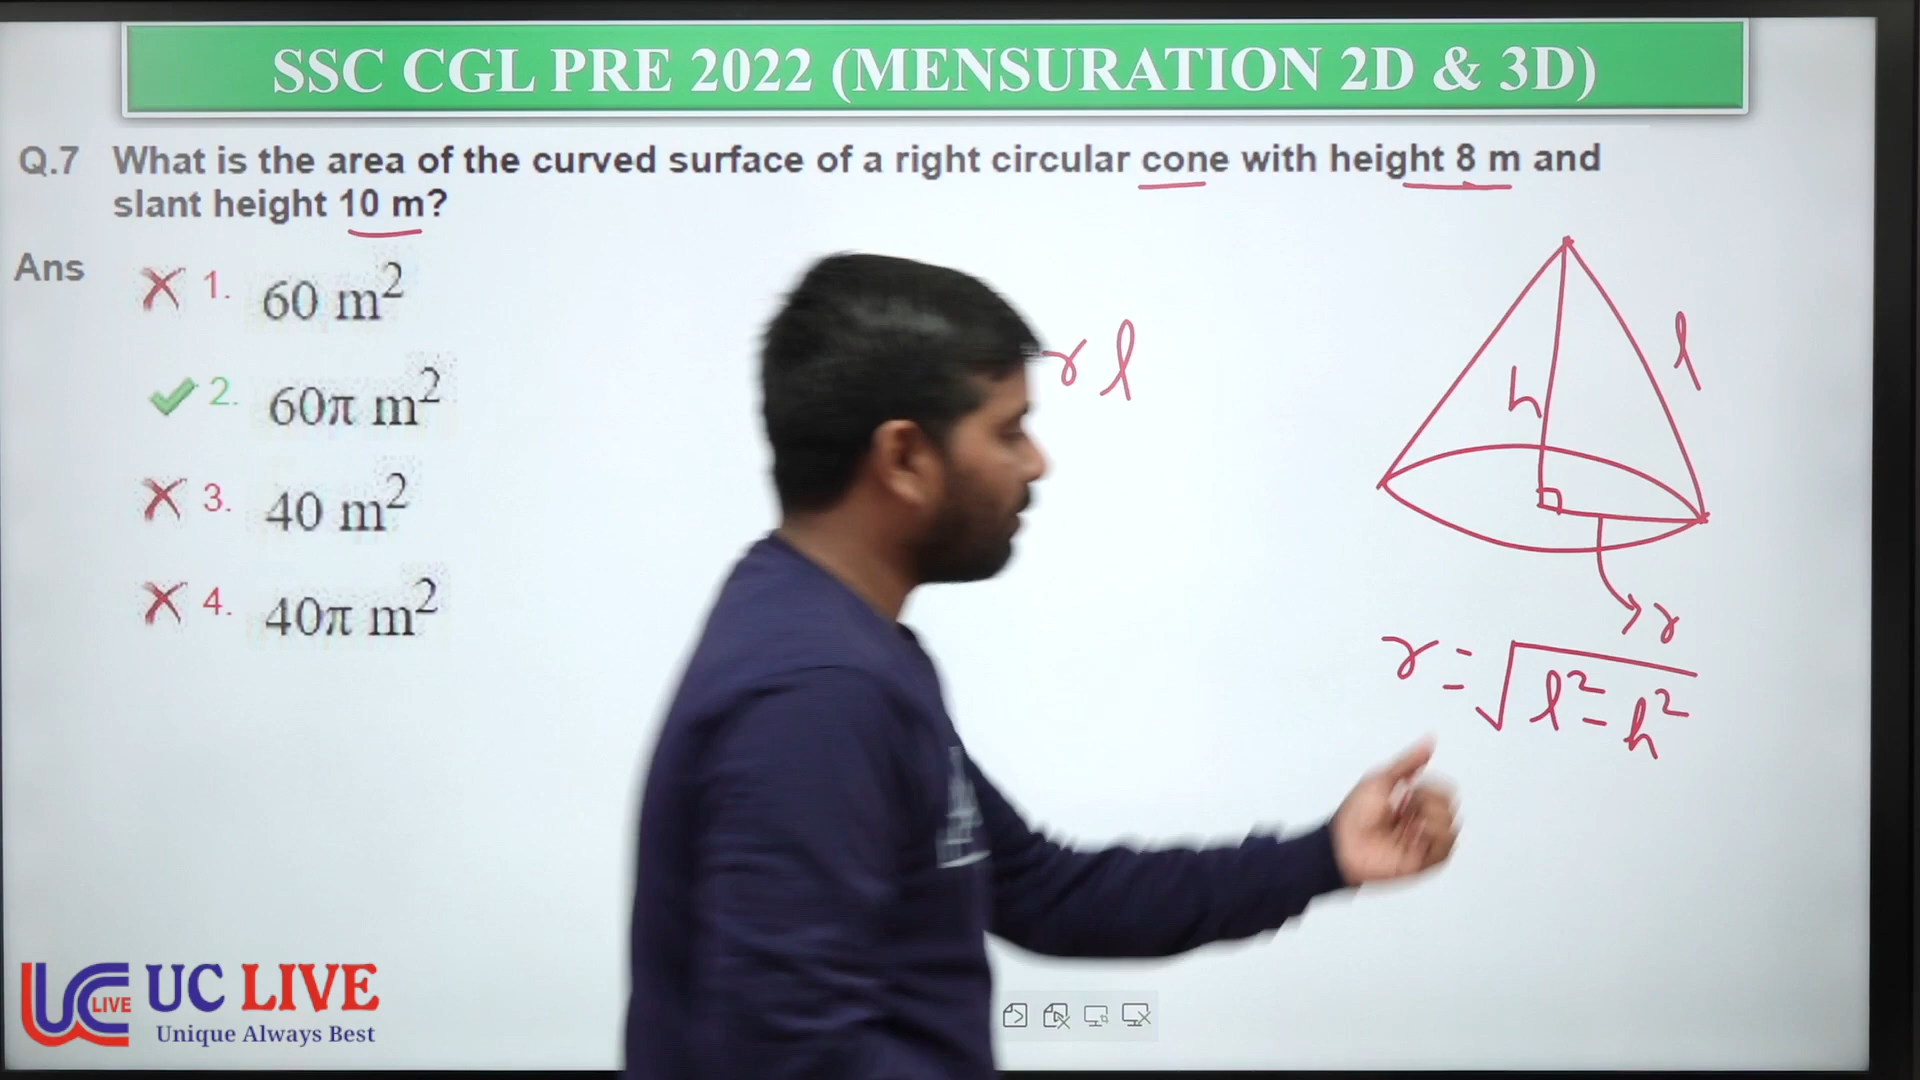 SSC CGL PRE 2022 (MENSURATION 2D & 3D)
Q.7 What is the area of the curved surface of a right circular cone with height 8 m and
slant height 10 m?
Ans
1. 60 m²
2. 60π m²
3. 40 m²
4. 40π m²
r l
h
l
r
r = √l² - h²
LIVE
UC LIVE
Unique Always Best